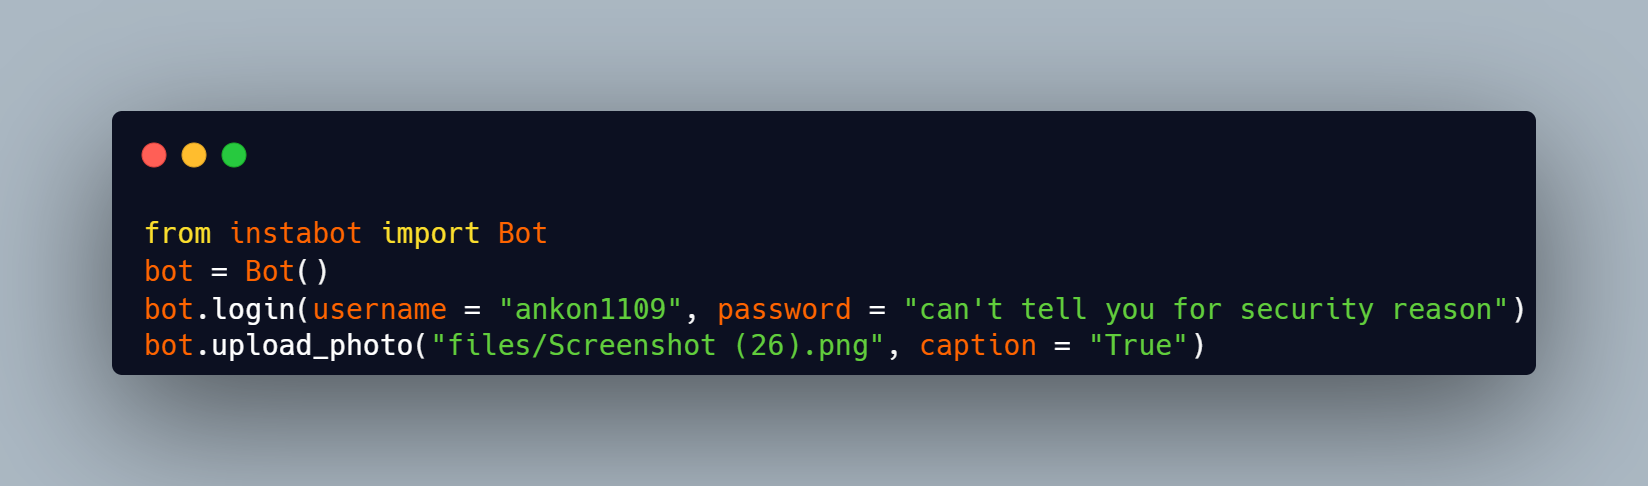 from instabot import Bot
bot = Bot()
bot.login(username = "ankon1109", password = "can't tell you for security reason")
bot.upload_photo("files/Screenshot (26).png", caption = "True")